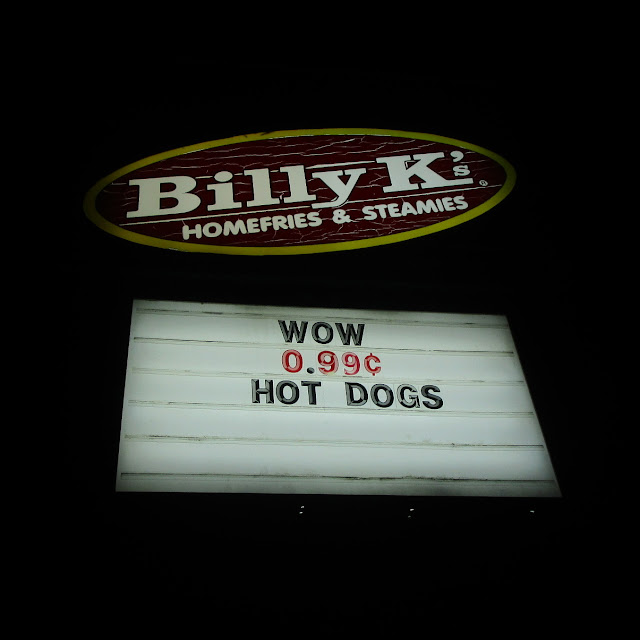 Billy K's ®
HOMEFRIES & STEAMIES
WOW
0.99¢
HOT DOGS